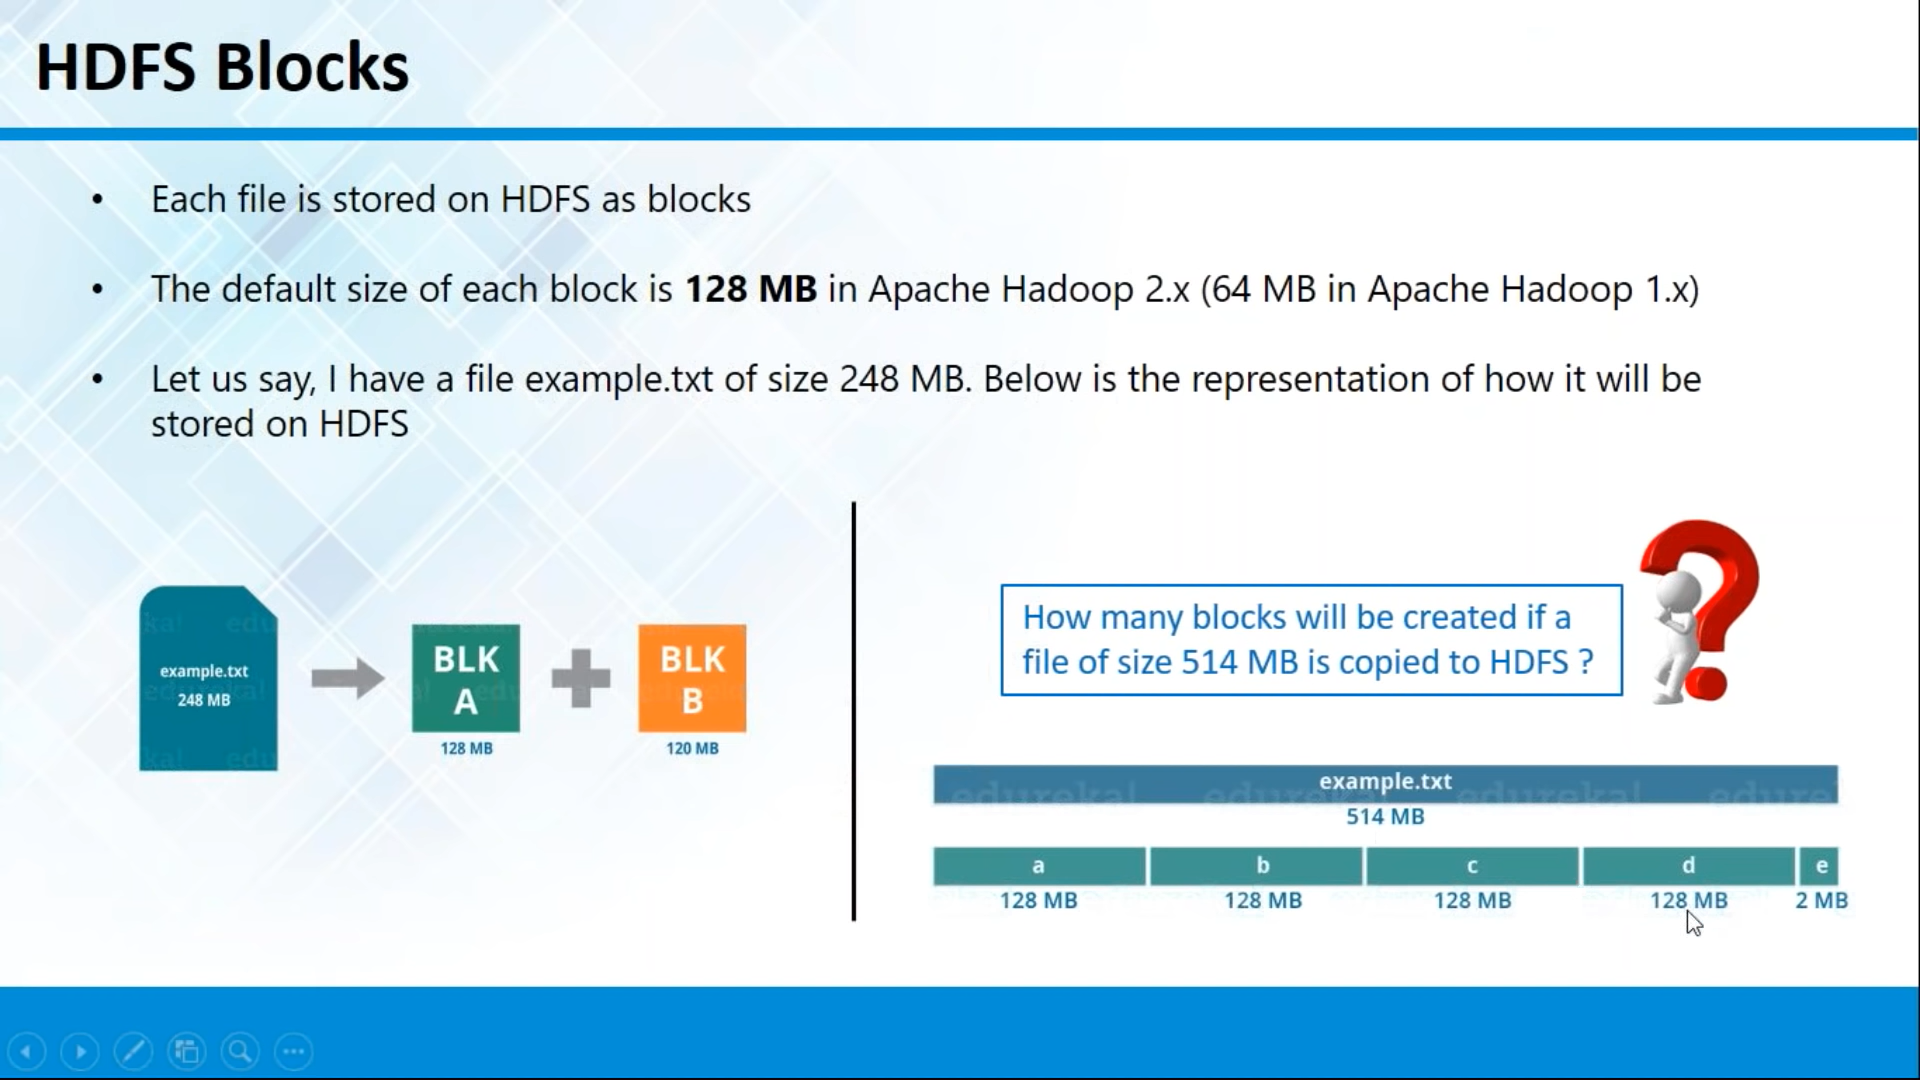 HDFS Blocks
• Each file is stored on HDFS as blocks
• The default size of each block is 128 MB in Apache Hadoop 2.x (64 MB in Apache Hadoop 1.x)
• Let us say, I have a file example.txt of size 248 MB. Below is the representation of how it will be
stored on HDFS
example.txt
248 MB
BLK
A
128 MB
BLK
B
120 MB
How many blocks will be created if a
file of size 514 MB is copied to HDFS ?
example.txt
514 MB
a b c d e
128 MB 128 MB 128 MB 128 MB 2 MB